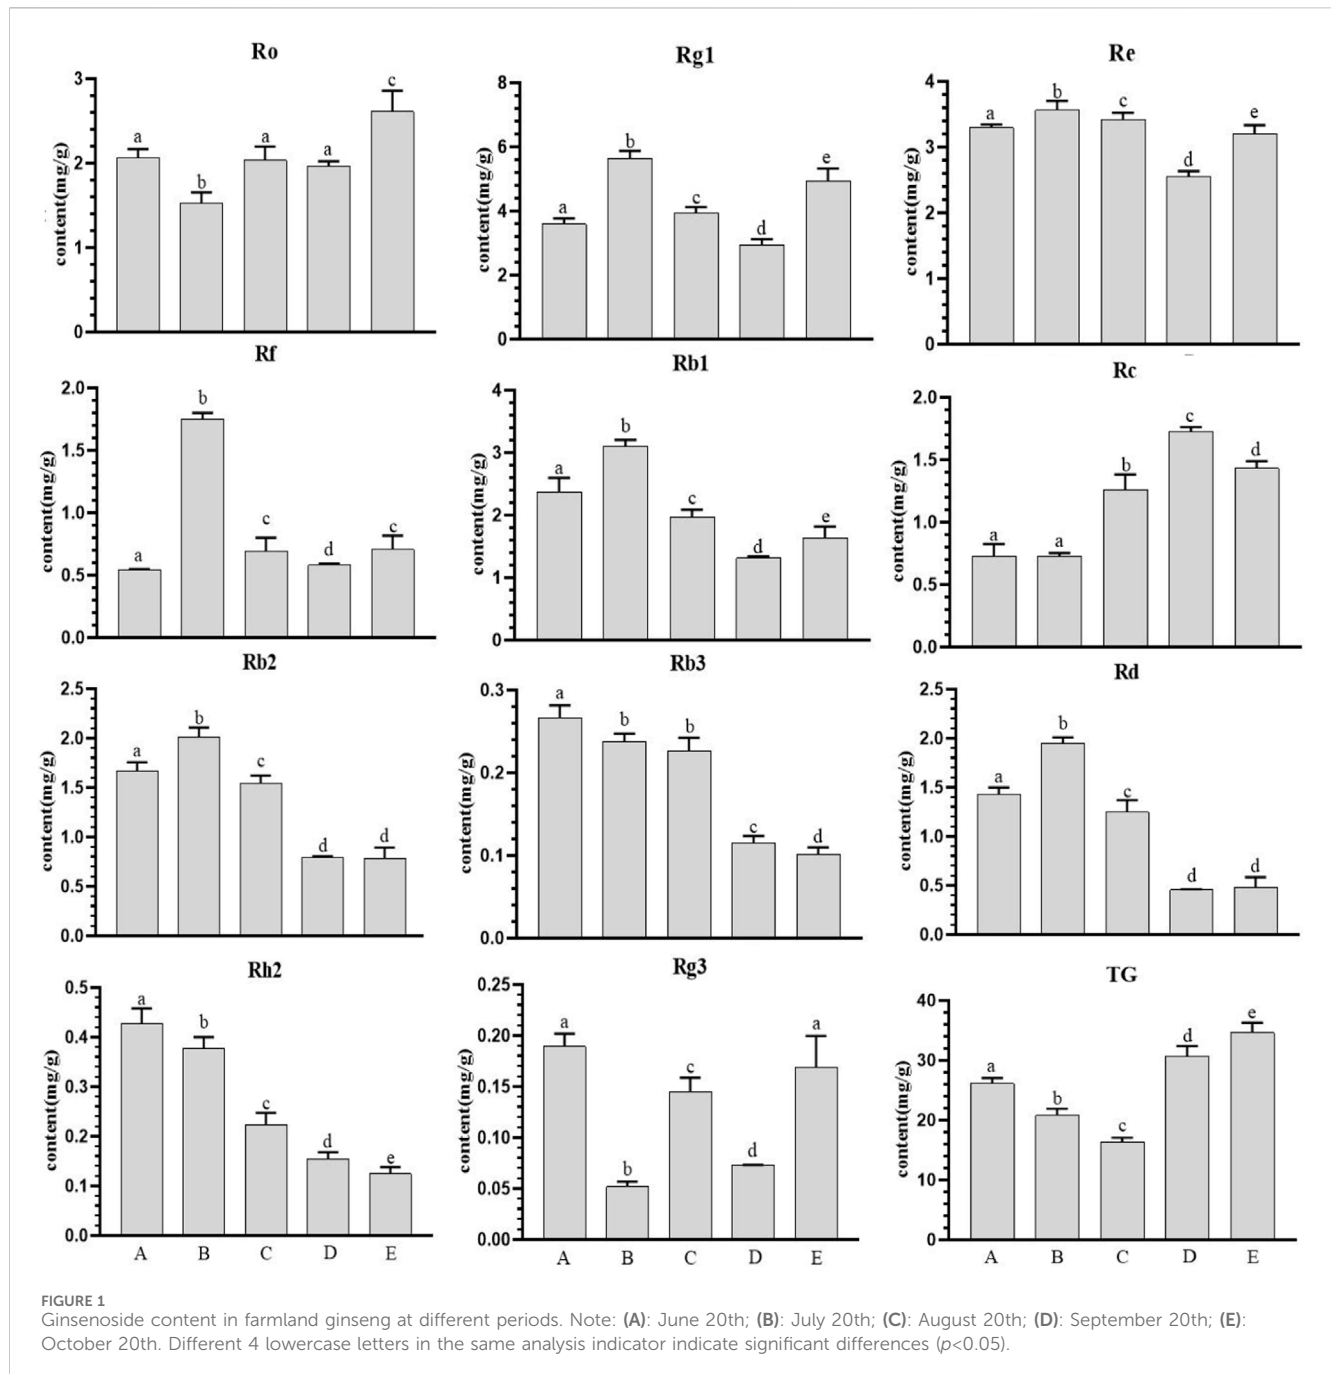 Ro
3
2
1
0
content(mg/g)
a
b
a
a
c
Rg1
8
6
4
2
0
content(mg/g)
a
b
c
d
e
Re
4
3
2
1
0
content(mg/g)
a
b
c
d
e
Rf
2.0
1.5
1.0
0.5
0.0
content(mg/g)
a
b
c
d
c
Rb1
4
3
2
1
0
content(mg/g)
a
b
c
d
e
Rc
2.0
1.5
1.0
0.5
0.0
content(mg/g)
a
a
b
c
d
Rb2
2.5
2.0
1.5
1.0
0.5
0.0
content(mg/g)
a
b
c
d
d
Rb3
0.3
0.2
0.1
0.0
content(mg/g)
a
b
b
c
d
Rd
2.5
2.0
1.5
1.0
0.5
0.0
content(mg/g)
a
b
c
d
d
Rh2
0.5
0.4
0.3
0.2
0.1
0.0
content(mg/g)
a
b
c
d
e
A B C D E
Rg3
0.25
0.20
0.15
0.10
0.05
0.00
content(mg/g)
a
b
c
d
a
A B C D E
TG
40
30
20
10
0
content(mg/g)
a
b
c
d
e
A B C D E
FIGURE 1
Ginsenoside content in farmland ginseng at different periods. Note: (A): June 20th; (B): July 20th; (C): August 20th; (D): September 20th; (E):
October 20th. Different 4 lowercase letters in the same analysis indicator indicate significant differences (p<0.05).